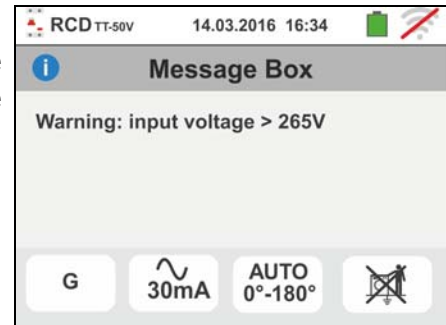 RCD TT-50V 14.03.2016 16:34
Message Box
Warning: input voltage > 265V
G
30mA
AUTO
0°-180°